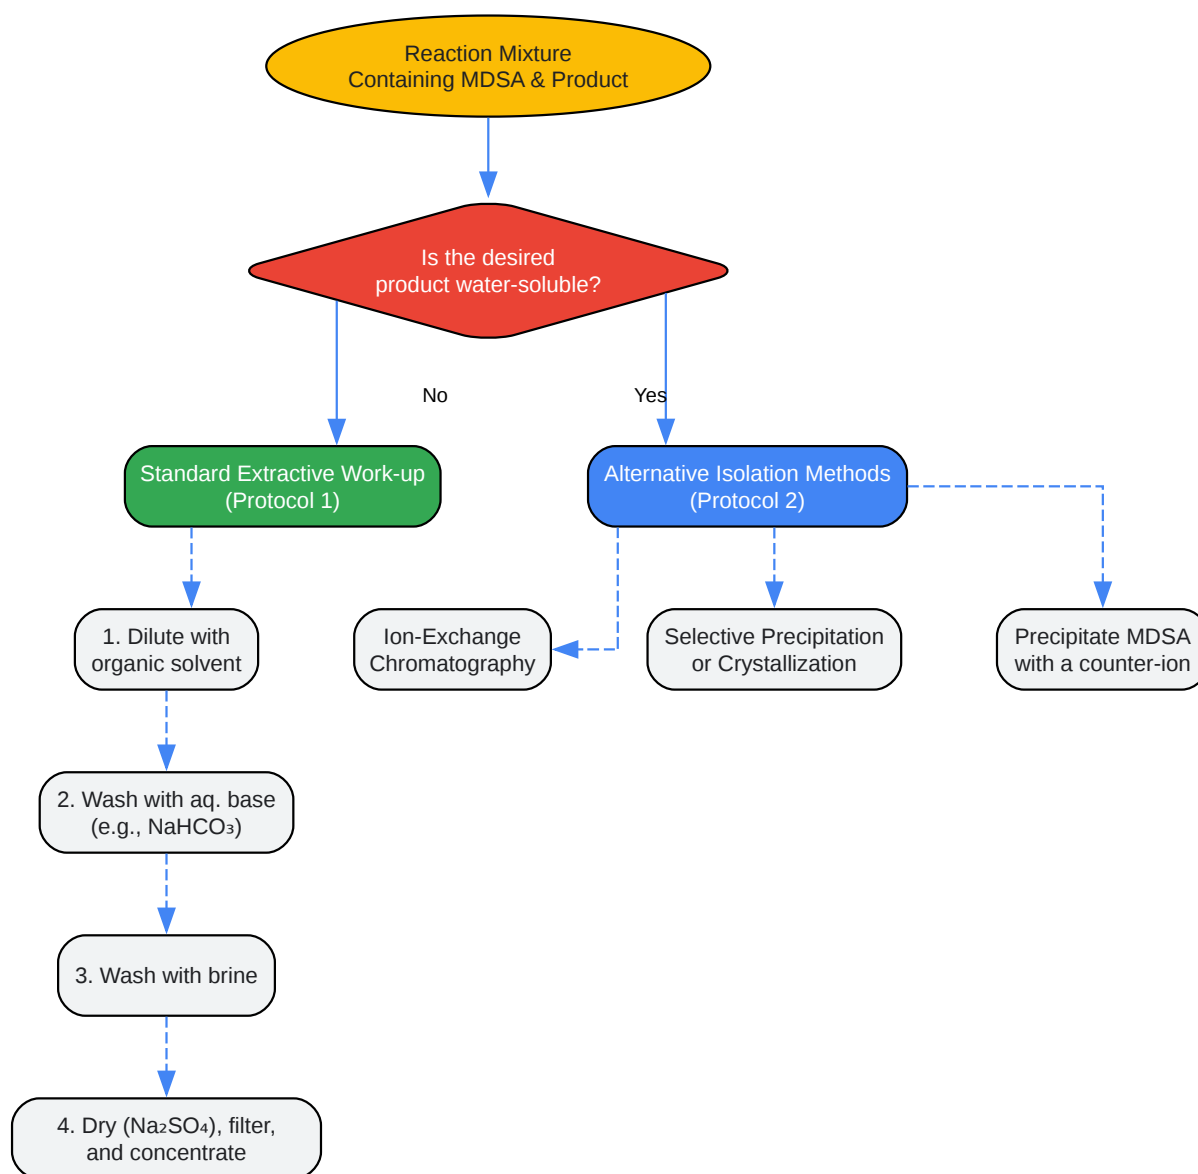 Reaction Mixture
Containing MDSA & Product
Is the desired
product water-soluble?
No
Yes
Standard Extractive Work-up
(Protocol 1)
Alternative Isolation Methods
(Protocol 2)
1. Dilute with
organic solvent
Ion-Exchange
Chromatography
Selective Precipitation
or Crystallization
Precipitate MDSA
with a counter-ion
2. Wash with aq. base
(e.g., NaHCO₃)
3. Wash with brine
4. Dry (Na₂SO₄), filter,
and concentrate